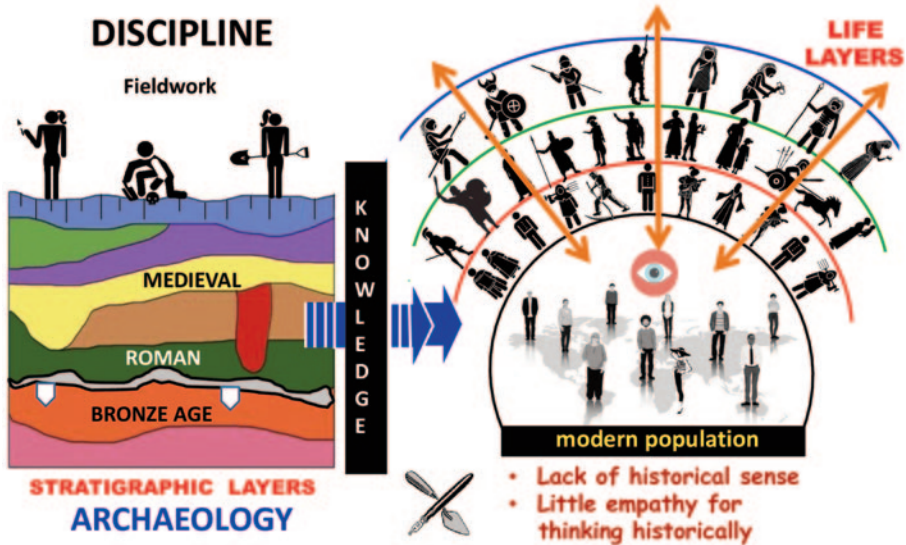 DISCIPLINE
Fieldwork
MEDIEVAL
ROMAN
BRONZE AGE
STRATIGRAPHIC LAYERS
ARCHAEOLOGY
KNOWLEDGE
LIFE
LAYERS
modern population
• Lack of historical sense
• Little empathy for
thinking historically